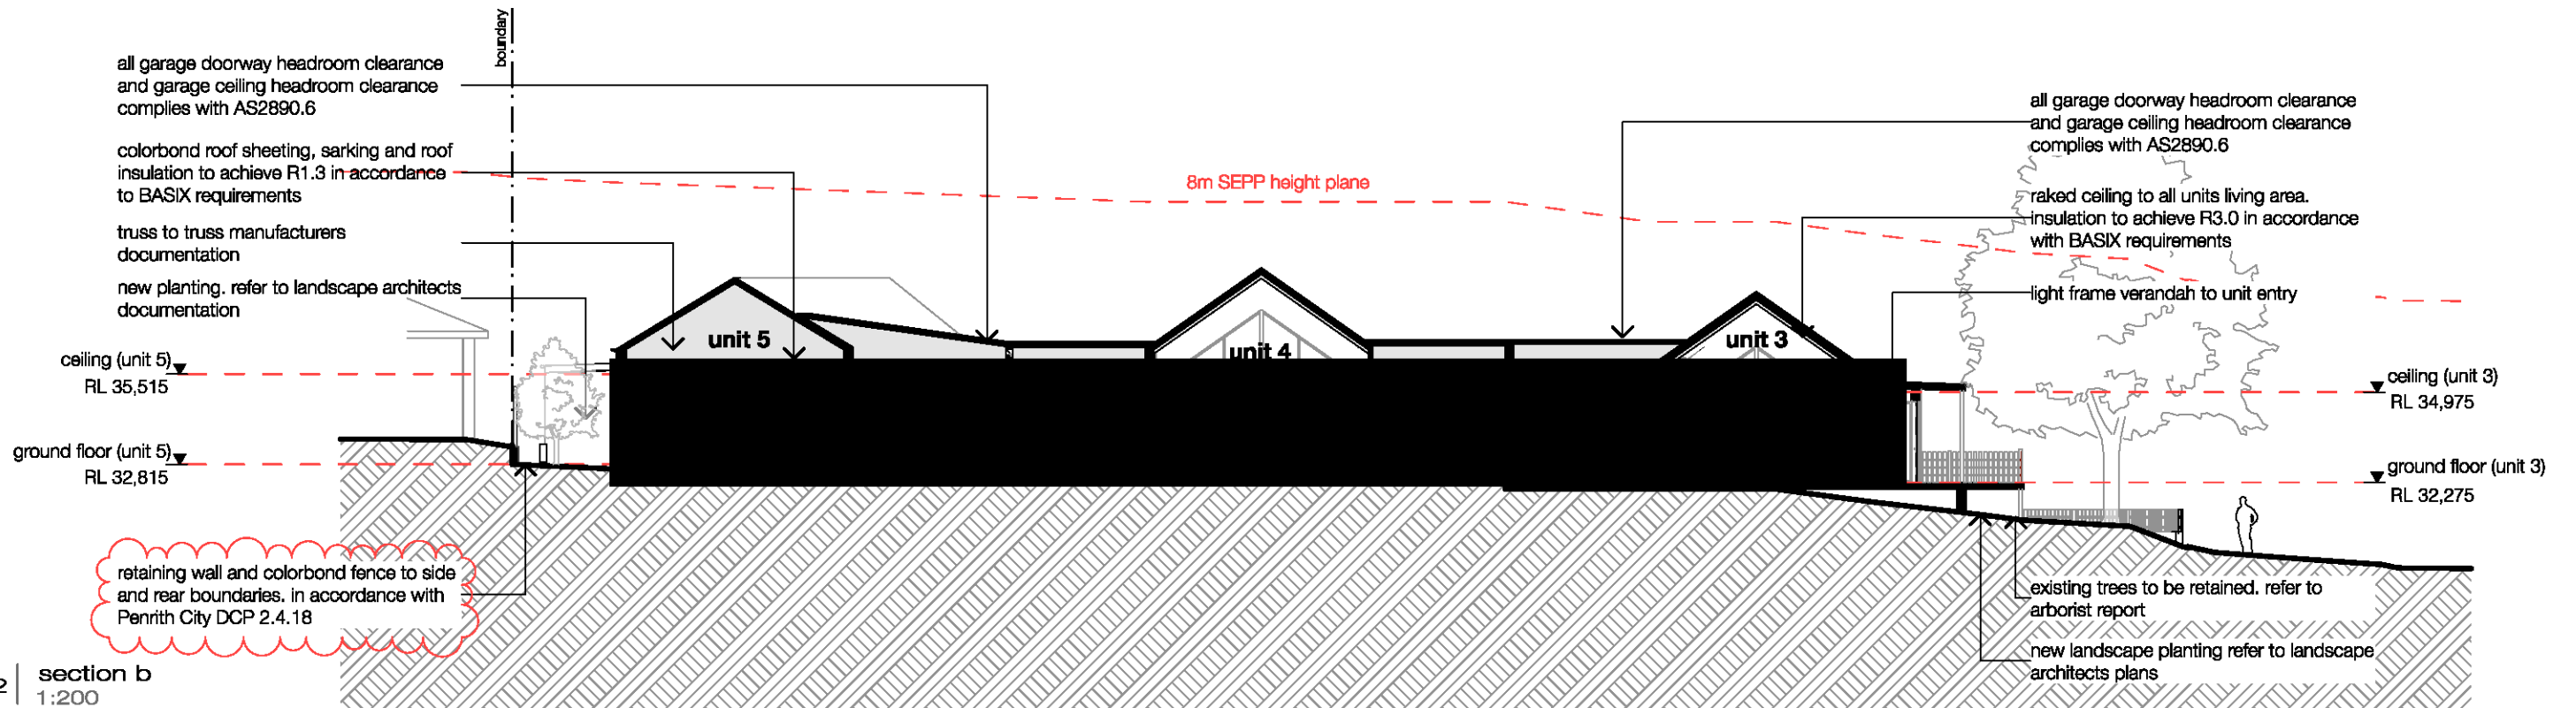 boundary
all garage doorway headroom clearance
and garage ceiling headroom clearance
complies with AS2890.6
colorbond roof sheeting, sarking and roof
insulation to achieve R1.3 in accordance
to BASIX requirements
truss to truss manufacturers
documentation
new planting. refer to landscape architects
documentation
ceiling (unit 5)
RL 35,515
ground floor (unit 5)
RL 32,815
retaining wall and colorbond fence to side
and rear boundaries. in accordance with
Penrith City DCP 2.4.18
8m SEPP height plane
unit 5
unit 4
unit 3
all garage doorway headroom clearance
and garage ceiling headroom clearance
complies with AS2890.6
raked ceiling to all units living area.
insulation to achieve R3.0 in accordance
with BASIX requirements
light frame verandah to unit entry
ceiling (unit 3)
RL 34,975
ground floor (unit 3)
RL 32,275
existing trees to be retained. refer to
arborist report
new landscape planting refer to landscape
architects plans
2
section b
1:200